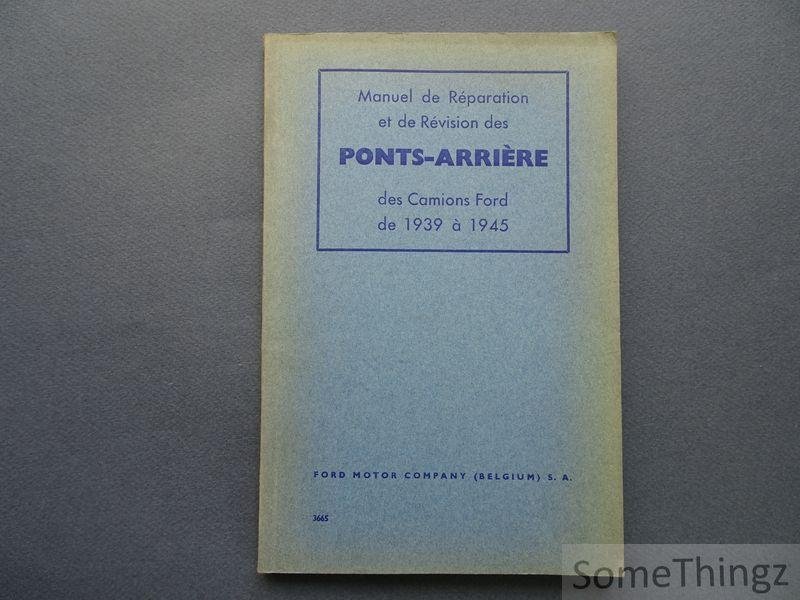 Manuel de Réparation
et de Révision des
PONTS-ARRIÈRE
des Camions Ford
de 1939 à 1945
FORD MOTOR COMPANY (BELGIUM) S. A.
3665
SomeThingz